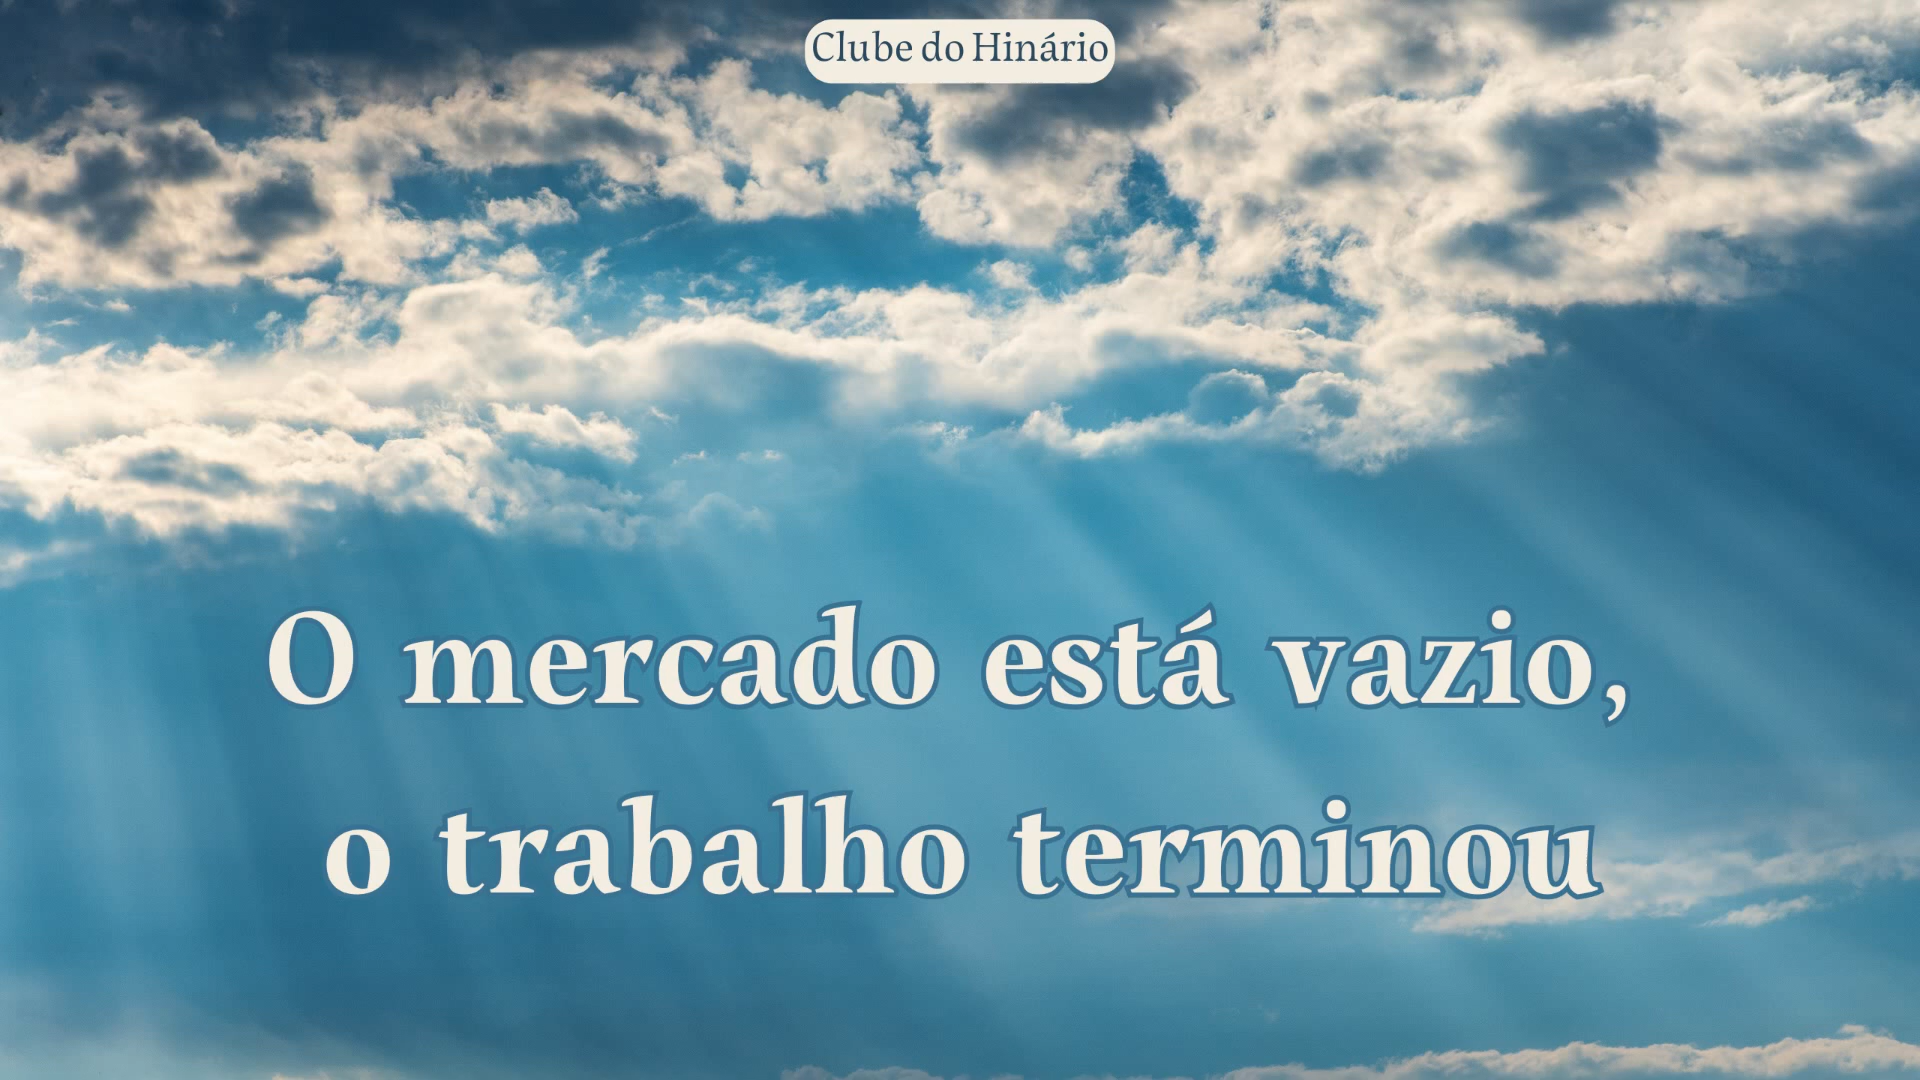 Clube do Hinário
O mercado está vazio,
o trabalho terminou